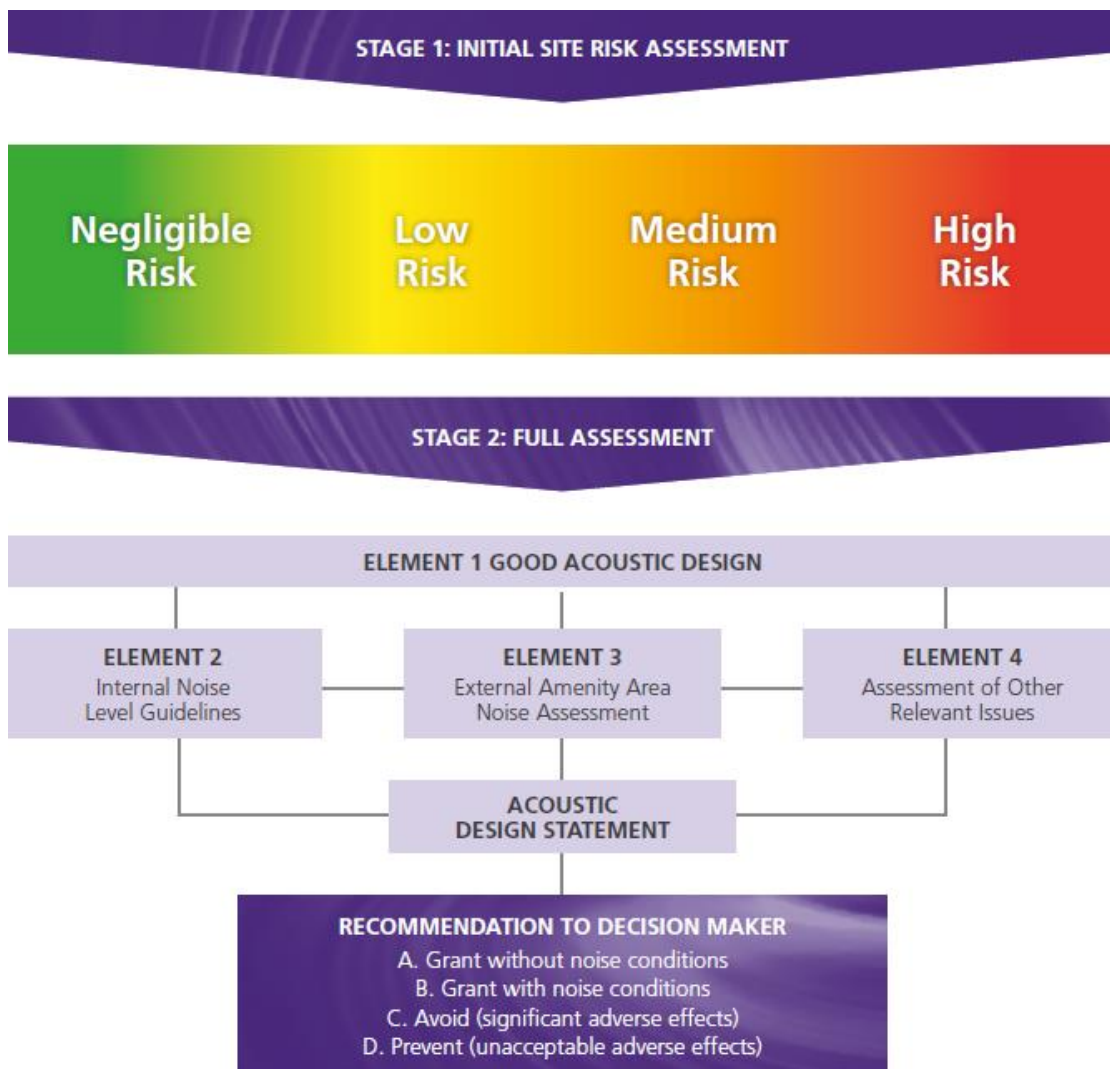 STAGE 1: INITIAL SITE RISK ASSESSMENT
Negligible
Risk
Low
Risk
Medium
Risk
High
Risk
STAGE 2: FULL ASSESSMENT
ELEMENT 1 GOOD ACOUSTIC DESIGN
ELEMENT 2
Internal Noise
Level Guidelines
ELEMENT 3
External Amenity Area
Noise Assessment
ELEMENT 4
Assessment of Other
Relevant Issues
ACOUSTIC
DESIGN STATEMENT
RECOMMENDATION TO DECISION MAKER
A. Grant without noise conditions
B. Grant with noise conditions
C. Avoid (significant adverse effects)
D. Prevent (unacceptable adverse effects)